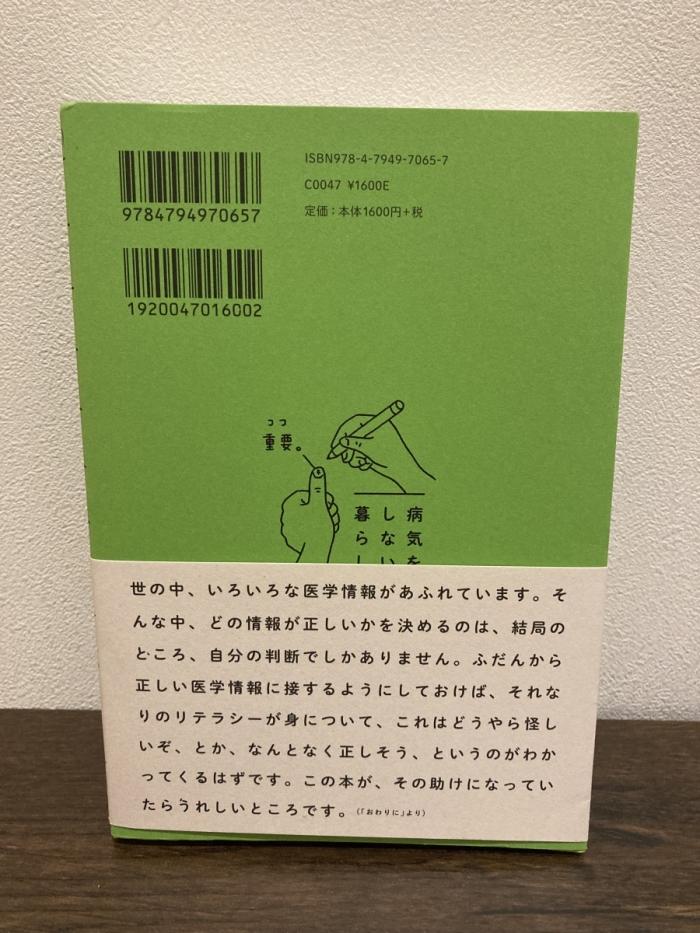 ISBN978-4-7949-7065-7
C0047 ¥1600E
定価：本体1600円+税
9784794970657
1920047016002
ココ
重要。
病気を
しない
暮らし
世の中、いろいろな医学情報があふれています。そ
んな中、どの情報が正しいかを決めるのは、結局の
ところ、自分の判断でしかありません。ふだんから
正しい医学情報に接するようにしておけば、それな
りのリテラシーが身について、これはどうやら怪し
いぞ、とか、なんとなく正しそう、というのがわか
ってくるはずです。この本が、その助けになってい
たらうれしいところです。（「おわりに」より）